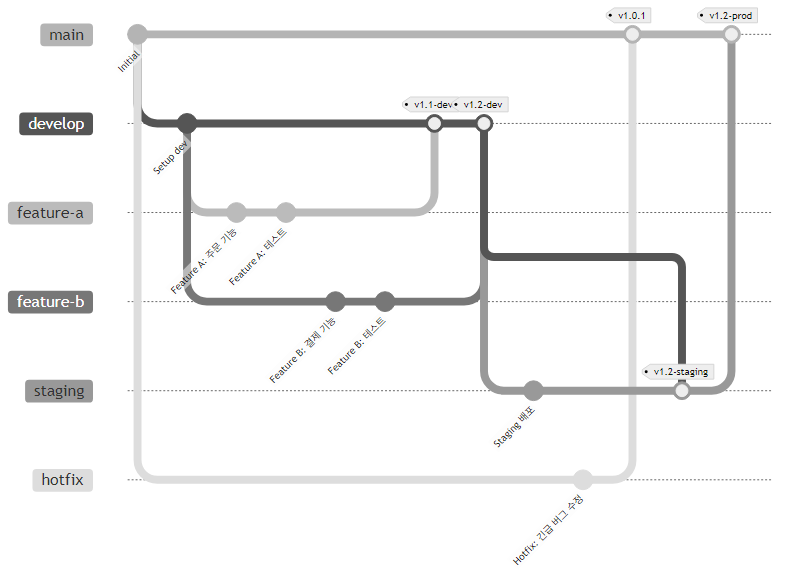 v1.0.1
v1.2-prod
main
Initial
v1.1-dev
v1.2-dev
develop
Setup dev
feature-a
Feature A: 주문 기능
Feature A: 테스트
feature-b
Feature B: 결제 기능
Feature B: 테스트
v1.2-staging
staging
Staging 배포
hotfix
Hotfix: 긴급 버그 수정